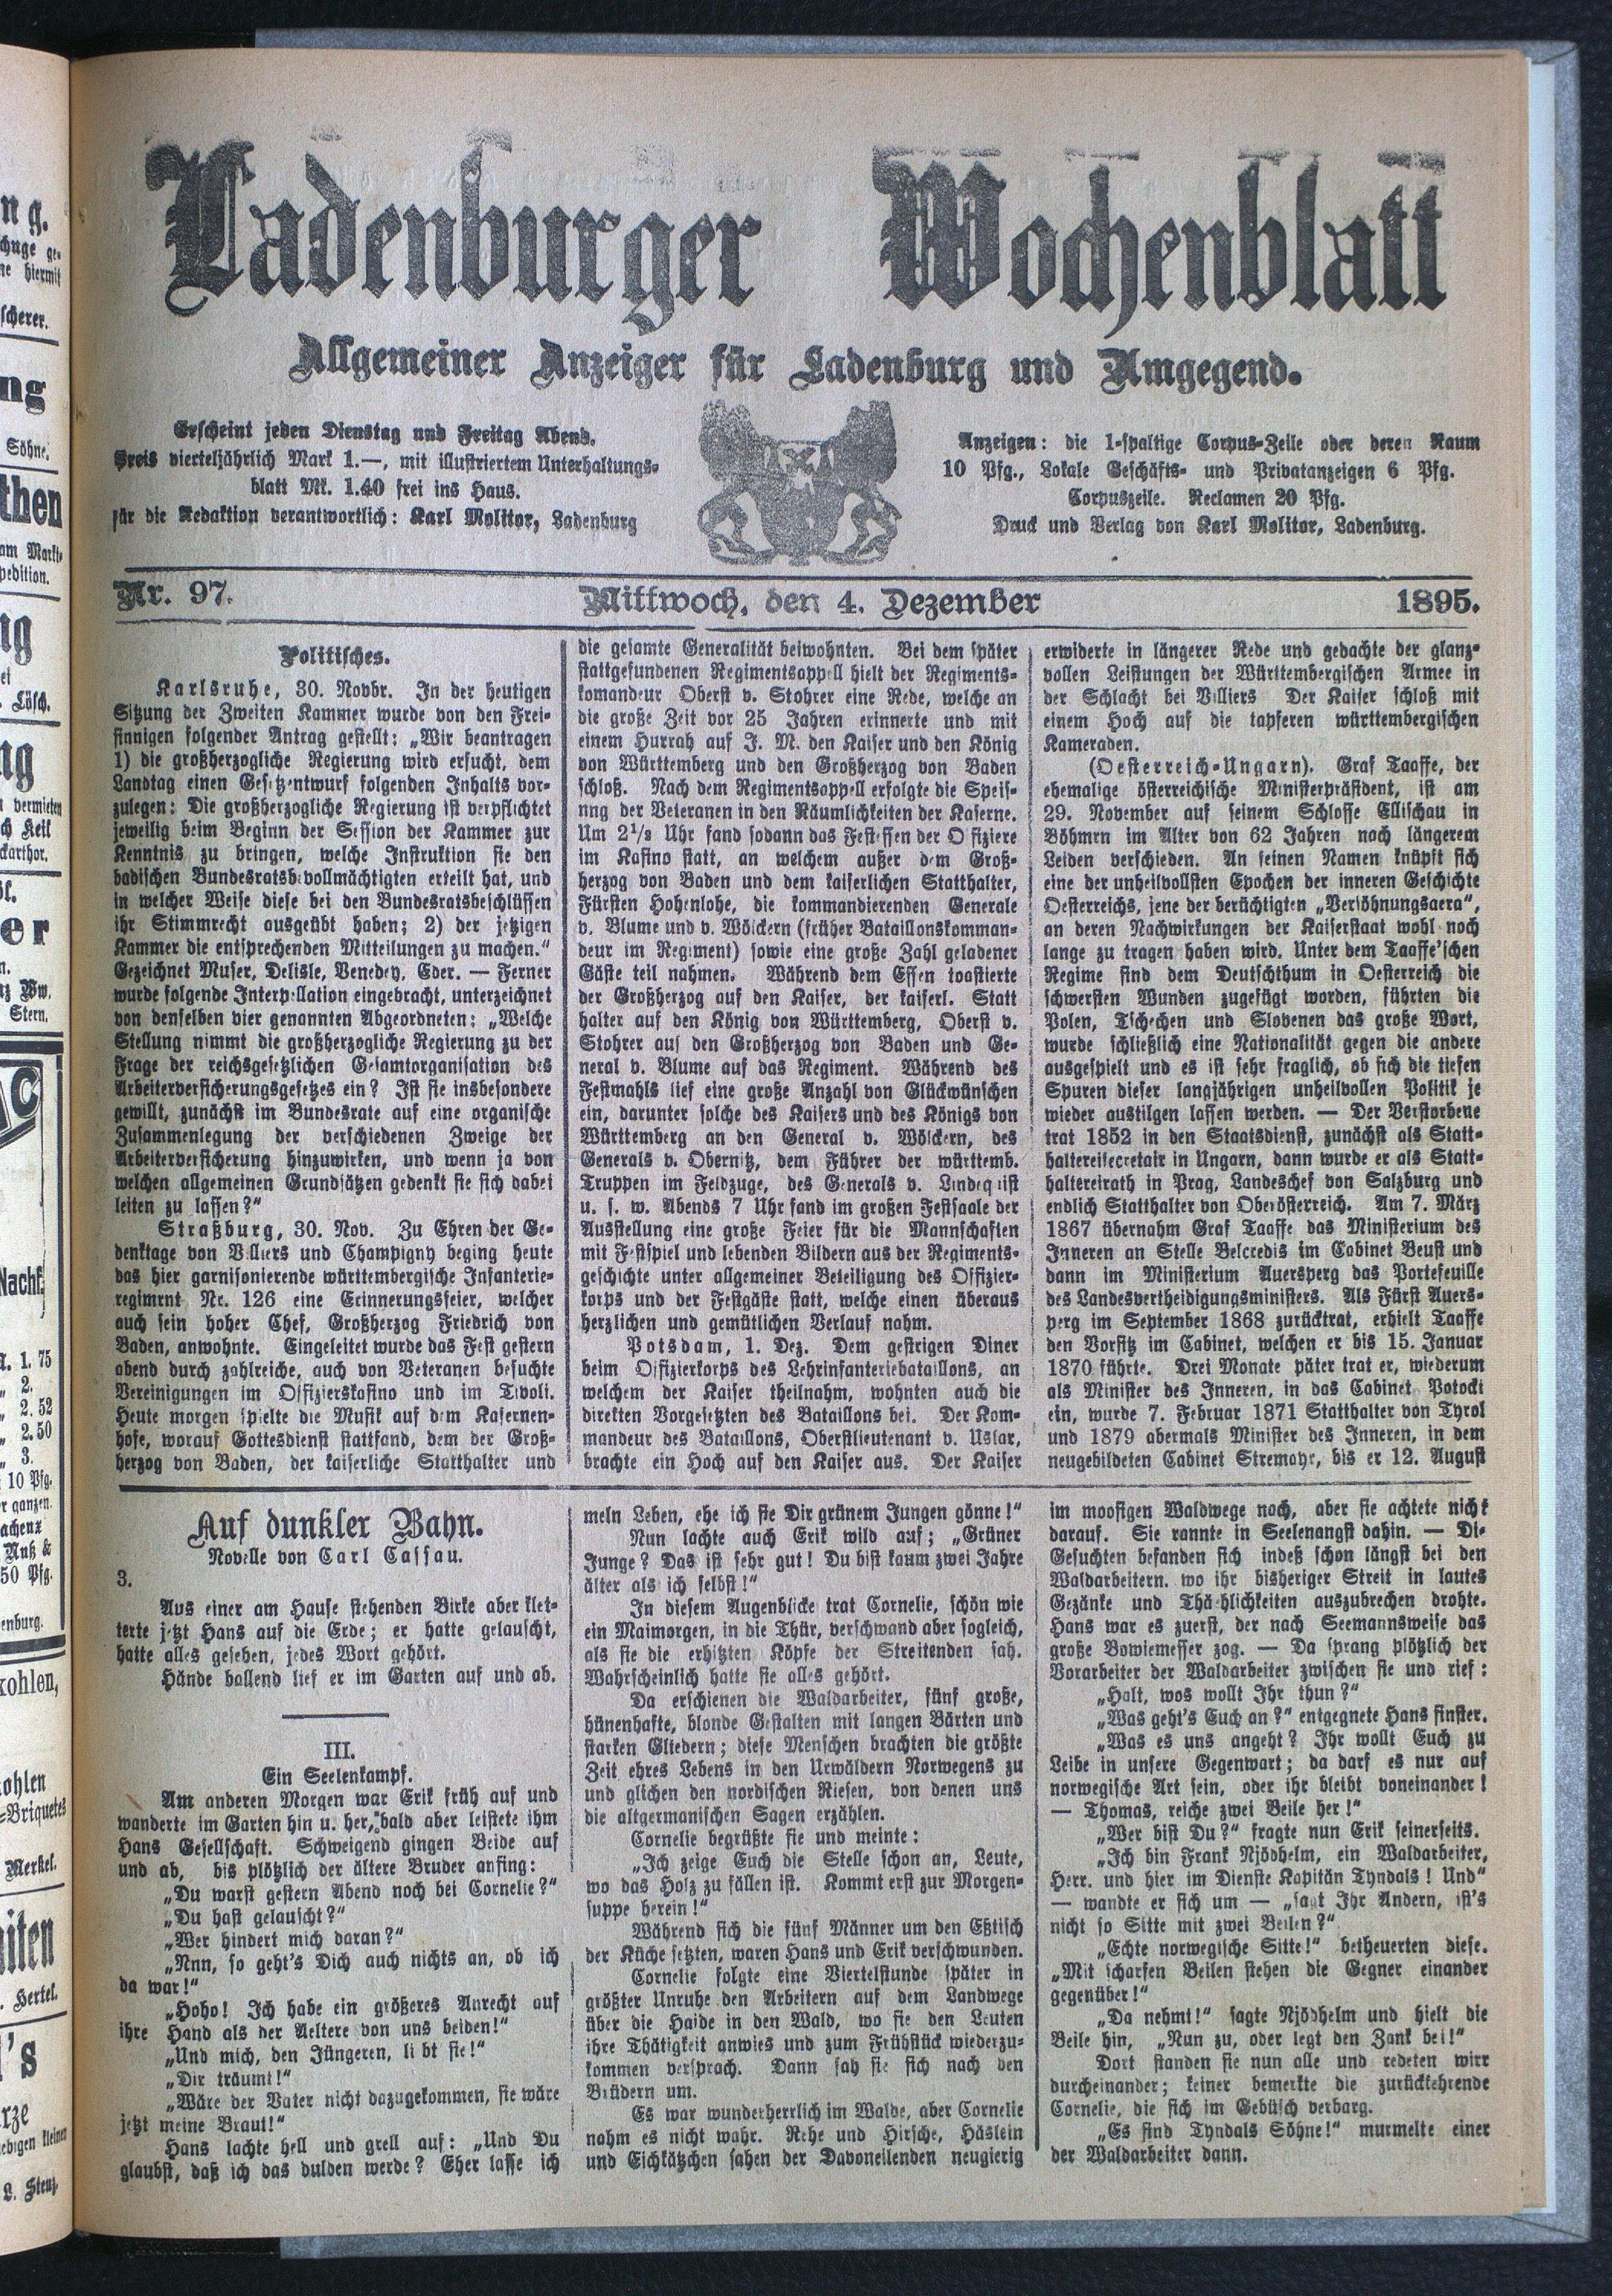 Ladenburger Wochenblatt
Allgemeiner Anzeiger für Ladenburg und Umgegend.
Erscheint jeden Dienstag und Freitag Abend.
Preis vierteljährlich Mark 1.—, mit illustriertem Unterhaltungs-
blatt Mk. 1.40 frei ins Haus.
für die Redaktion verantwortlich: Karl Molitor, Ladenburg
Anzeigen: die 1-spaltige Corpus-Zeile oder deren Raum
10 Pfg., Lokale Geschäfts- und Privatanzeigen 6 Pfg.
Corpuszeile. Reclamen 20 Pfg.
Druck und Verlag von Karl Molitor, Ladenburg.
Nr. 97. Mittwoch, den 4. Dezember 1895.
Politisches.
Karlsruhe, 30. Novbr. In der heutigen
Sitzung der Zweiten Kammer wurde von den Frei-
sinnigen folgender Antrag gestellt: „Wir beantragen
1) die großherzogliche Regierung wird ersucht, dem
Landtag einen Gesetzentwurf folgenden Inhalts vor-
zulegen: Die großherzogliche Regierung ist verpflichtet
jeweilig beim Beginn der Session der Kammer zur
Kenntnis zu bringen, welche Instruktion sie den
badischen Bundesratsbevollmächtigten erteilt hat, und
in welcher Weise diese bei den Bundesratsbeschlüssen
ihr Stimmrecht ausgeübt haben; 2) der jetzigen
Kammer die entsprechenden Mitteilungen zu machen.“
Gezeichnet Muser, Delisle, Venedey, Eder. — Ferner
wurde folgende Interpellation eingebracht, unterzeichnet
von denselben vier genannten Abgeordneten: „Welche
Stellung nimmt die großherzogliche Regierung zu der
Frage der reichsgesetzlichen Gesamtorganisation des
Arbeiterversicherungsgesetzes ein? Ist sie insbesondere
gewillt, zunächst im Bundesrate auf eine organische
Zusammenlegung der verschiedenen Zweige der
Arbeiterversicherung hinzuwirken, und wenn ja von
welchen allgemeinen Grundsätzen gedenkt sie sich dabei
leiten zu lassen?“
Straßburg, 30. Nov. Zu Ehren der Ge-
denktage von Villiers und Champigny beging heute
das hier garnisonierende württembergische Infanterie-
regimrnt Nr. 126 eine Erinnerungsfeier, welcher
auch sein hoher Chef, Großherzog Friedrich von
Baden, anwohnte. Eingeleitet wurde das Fest gestern
abend durch zahlreiche, auch von Veteranen besuchte
Vereinigungen im Offizierskasino und im Tivoli.
Heute morgen spielte die Musik auf dem Kasernen-
hofe, worauf Gottesdienst stattfand, dem der Groß-
herzog von Baden, der kaiserliche Statthalter und
die gesamte Generalität beiwohnten. Bei dem später
stattgefundenen Regimentsappell hielt der Regiments-
komandeur Oberst v. Stohrer eine Rede, welche an
die große Zeit vor 25 Jahren erinnerte und mit
einem Hurrah auf J. M. den Kaiser und den König
von Württemberg und den Großherzog von Baden
schloß. Nach dem Regimentsappell erfolgte die Speis-
nng der Veteranen in den Räumlichkeiten der Kaserne.
Um 2½ Uhr fand sodann das Festessen der Offiziere
im Kasino statt, an welchem außer dem Groß-
herzog von Baden und dem kaiserlichen Statthalter,
Fürsten Hohenlohe, die kommandierenden Generale
v. Blume und v. Wölckern (früher Bataillonskomman-
deur im Regiment) sowie eine große Zahl geladener
Gäste teil nahmen. Während dem Essen toastierte
der Großherzog auf den Kaiser, der kaiserl. Statt
halter auf den König von Württemberg, Oberst v.
Stohrer aus den Großherzog von Baden und Ge-
neral v. Blume auf das Regiment. Während des
Festmahls lief eine große Anzahl von Glückwünschen
ein, darunter solche des Kaisers und des Königs von
Württemberg an den General v. Wölckern, des
Generals v. Obernitz, dem Führer der württemb.
Truppen im Feldzuge, des Generals v. Lindequist
u. s. w. Abends 7 Uhr fand im großen Festsaale der
Ausstellung eine große Feier für die Mannschaften
mit Festspiel und lebenden Bildern aus der Regiments-
geschichte unter allgemeiner Beteiligung des Offizier-
korps und der Festgäste statt, welche einen überaus
herzlichen und gemütlichen Verlauf nahm.
Potsdam, 1. Dez. Dem gestrigen Diner
beim Offizierkorps des Lehrinfanteriebataillons, an
welchem der Kaiser theilnahm, wohnten auch die
direkten Vorgesetzten des Bataillons bei. Der Kom-
mandeur des Bataillons, Oberstlieutenant v. Uslar,
brachte ein Hoch auf den Kaiser aus. Der Kaiser
erwiderte in längerer Rede und gedachte der glanz-
vollen Leistungen der Württembergischen Armee in
der Schlacht bei Villiers Der Kaiser schloß mit
einem Hoch auf die tapferen württembergischen
Kameraden.
(Oesterreich-Ungarn). Graf Taaffe, der
ehemalige österreichische Ministerpräsident, ist am
29. November auf seinem Schlosse Ellischau in
Böhmrn im Alter von 62 Jahren nach längerem
Leiden verschieden. An seinen Namen knüpft sich
eine der unheilvollsten Epochen der inneren Geschichte
Oesterreichs, jene der berüchtigten „Versöhnungsaera“,
an deren Nachwirkungen der Kaiserstaat wohl noch
lange zu tragen haben wird. Unter dem Taaffe'schen
Regime sind dem Deutschthum in Oesterreich die
schwersten Wunden zugefügt worden, führten die
Polen, Tschechen und Slovenen das große Wort,
wurde schließlich eine Nationalität gegen die andere
ausgespielt und es ist sehr fraglich, ob sich die tiefen
Spuren dieser langjährigen unheilvollen Politik je
wieder austilgen lassen werden. — Der Verstorbene
trat 1852 in den Staatsdienst, zunächst als Statt-
haltereisecretair in Ungarn, dann wurde er als Statt-
haltereirath in Prag, Landeschef von Salzburg und
endlich Statthalter von Oberösterreich. Am 7. März
1867 übernahm Graf Taaffe das Ministerium des
Inneren an Stelle Belcredis im Cabinet Beust und
dann im Ministerium Auersperg das Portefeuille
des Landesvertheidigungsministers. Als Fürst Auers-
perg im September 1868 zurücktrat, erhielt Taaffe
den Vorsitz im Cabinet, welchen er bis 15. Januar
1870 führte. Drei Monate päter trat er, wiederum
als Minister des Inneren, in das Cabinet Potocki
ein, wurde 7. Februar 1871 Statthalter von Tyrol
und 1879 abermals Minister des Inneren, in dem
neugebildeten Cabinet Stremayr, bis er 12. August
Auf dunkler Bahn.
Novelle von Carl Cassau.
3.
Aus einer am Hause stehenden Birke aber klet-
terte jetzt Hans auf die Erde; er hatte gelauscht,
hatte alles gesehen, jedes Wort gehört.
Hände ballend lief er im Garten auf und ab.
III.
Ein Seelenkampf.
Am anderen Morgen war Erik früh auf und
wanderte im Garten hin u. her, bald aber leistete ihm
Hans Gesellschaft. Schweigend gingen Beide auf
und ab, bis plötzlich der ältere Bruder anfing:
„Du warst gestern Abend noch bei Cornelie?“
„Du hast gelauscht?“
„Wer hindert mich daran?“
„Nnn, so geht's Dich auch nichts an, ob ich
da war!“
„Hoho! Ich habe ein größeres Anrecht auf
ihre Hand als der Aeltere von uns beiden!“
„Und mich, den Jüngeren, li bt sie!“
„Dir träumt!“
„Wäre der Vater nicht dazugekommen, sie wäre
jetzt meine Braut!“
Hans lachte hell und grell auf: „Und Du
glaubst, daß ich das dulden werde? Eher lasse ich
meln Leben, ehe ich sie Dir grünem Jungen gönne!“
Nun lachte auch Erik wild auf; „Grüner
Junge? Das ist sehr gut! Du bist kaum zwei Jahre
älter als ich selbst!“
In diesem Augenblicke trat Cornelie, schön wie
ein Maimorgen, in die Thür, verschwand aber sogleich,
als sie die erhitzten Köpfe der Streitenden sah.
Wahrscheinlich hatte sie alles gehört.
Da erschienen die Waldarbeiter, fünf große,
hünenhafte, blonde Gestalten mit langen Bärten und
starken Gliedern; diese Menschen brachten die größte
Zeit ehres Lebens in den Urwäldern Norwegens zu
und glichen den nordischen Riesen, von denen uns
die altgermanischen Sagen erzählen.
Cornelie begrüßte sie und meinte:
„Ich zeige Euch die Stelle schon an, Leute,
wo das Holz zu fällen ist. Kommt erst zur Morgen-
suppe herein!“
Während sich die fünf Männer um den Eßtisch
der Küche setzten, waren Hans und Erik verschwunden.
Cornelie folgte eine Viertelstunde später in
größter Unruhe den Arbeitern auf dem Landwege
über die Haide in den Wald, wo sie den Leuten
ihre Thätigkeit anwies und zum Frühstück wiederzu-
kommen versprach. Dann sah sie sich nach den
Brüdern um.
Es war wunderherrlich im Walde, aber Cornelie
nahm es nicht wahr. Rehe und Hirsche, Häslein
und Eichkätzchen sahen der Davoneilenden neugierig
im moosigen Waldwege nach, aber sie achtete nicht
darauf. Sie rannte in Seelenangst dahin. — Di-
Gesuchten befanden sich indeß schon längst bei den
Waldarbeitern. wo ihr bisheriger Streit in lautes
Gezänke und Thä hlichkeiten auszubrechen drohte.
Hans war es zuerst, der nach Seemannsweise das
große Bowiemesser zog. — Da sprang plötzlich der
Vorarbeiter der Waldarbeiter zwischen sie und rief:
„Halt, wos wollt Ihr thun?“
„Was geht's Euch an?“ entgegnete Hans finster.
„Was es uns angeht? Ihr wollt Euch zu
Leibe in unsere Gegenwart; da darf es nur auf
norwegische Art sein, oder ihr bleibt voneinander!
— Thomas, reiche zwei Beile her!“
„Wer bist Du?“ fragte nun Erik seinerseits.
„Ich bin Frank Njödhelm, ein Waldarbeiter,
Herr. und hier im Dienste Kapitän Tyndals! Und“
— wandte er sich um — „sagt Ihr Andern, ist's
nicht so Sitte mit zwei Beilen?“
„Echte norwegische Sitte!“ betheuerten diese.
„Mit scharfen Beilen stehen die Gegner einander
gegenüber!“
„Da nehmt!“ sagte Njödhelm und hielt die
Beile hin, „Nun zu, oder legt den Zank bei!“
Dort standen sie nun alle und redeten wirr
durcheinander; keiner bemerkte die zurückkehrende
Cornelie, die sich im Gebüsch verbarg.
„Es sind Tyndals Söhne!“ murmelte einer
der Waldarbeiter dann.